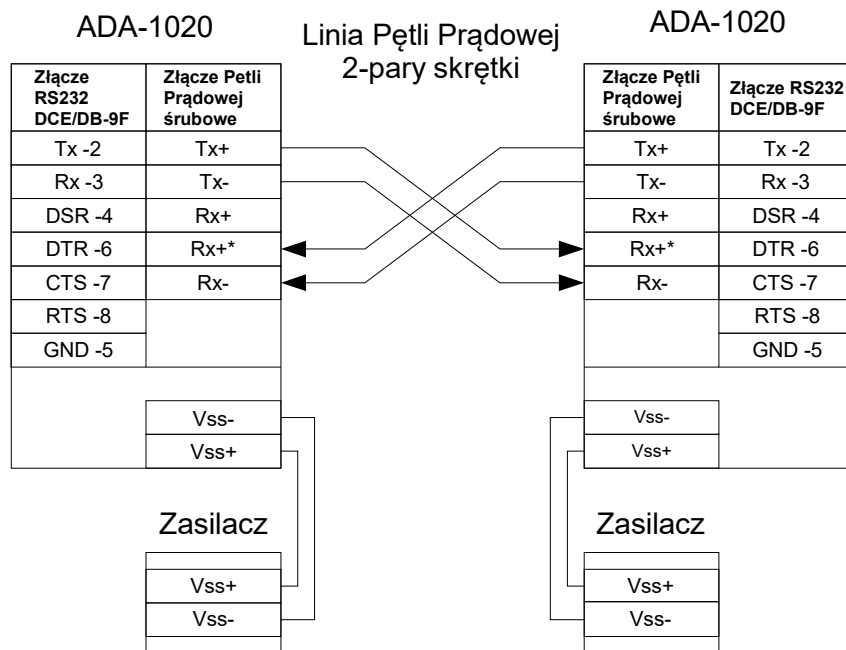 ADA-1020
Linia Pętli Prądowej
2-pary skrętki
ADA-1020
Złącze
RS232
DCE/DB-9F
Złącze Petli
Prądowej
śrubowe
Tx -2
Tx+
Rx -3
Tx-
DSR -4
Rx+
DTR -6
Rx+*
CTS -7
Rx-
RTS -8
GND -5
Vss-
Vss+
Zasilacz
Vss+
Vss-
Złącze Pętli
Prądowej
śrubowe
Złącze RS232
DCE/DB-9F
Tx+
Tx -2
Tx-
Rx -3
Rx+
DSR -4
Rx+*
DTR -6
Rx-
CTS -7
RTS -8
GND -5
Vss-
Vss+
Zasilacz
Vss+
Vss-